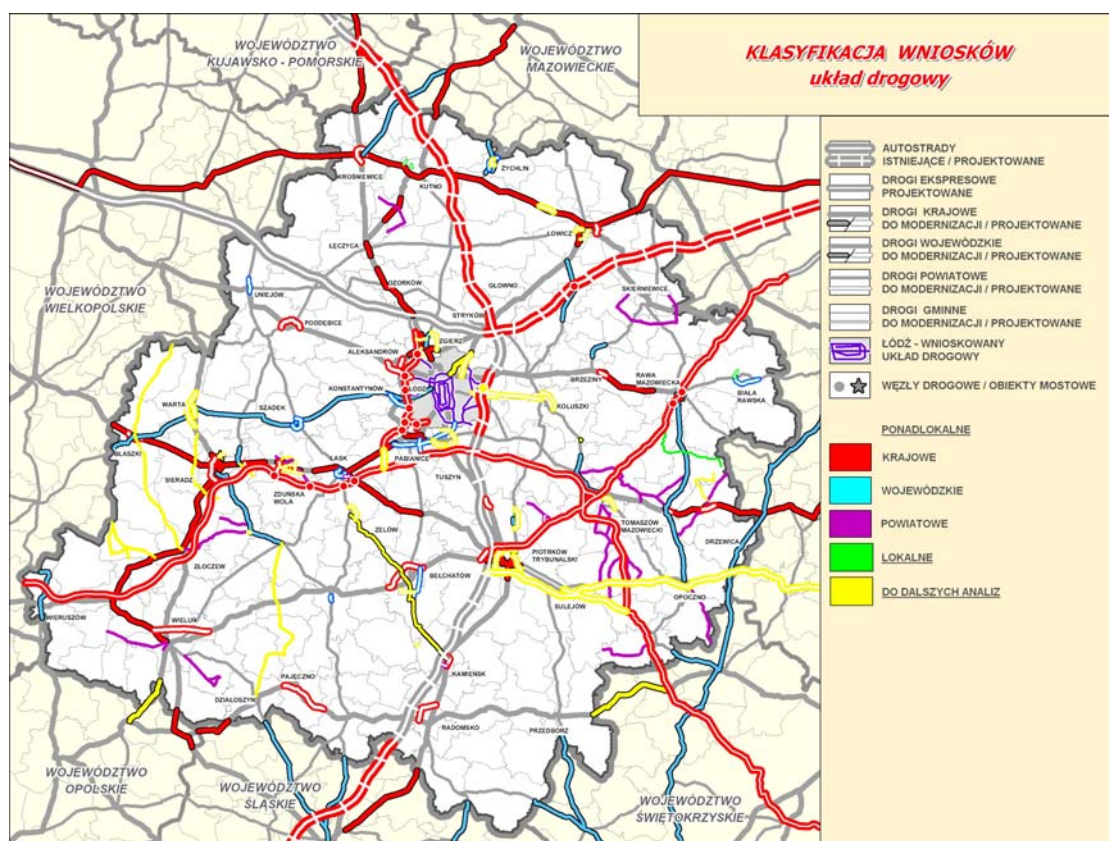 KLASYFIKACJA WNIOSKÓW
układ drogowy
AUTOSTRADY
ISTNIEJĄCE / PROJEKTOWANE
DROGI EKSPRESOWE
PROJEKTOWANE
DROGI KRAJOWE
DO MODERNIZACJI / PROJEKTOWANE
DROGI WOJEWÓDZKIE
DO MODERNIZACJI / PROJEKTOWANE
DROGI POWIATOWE
DO MODERNIZACJI / PROJEKTOWANE
DROGI GMINNE
DO MODERNIZACJI / PROJEKTOWANE
ŁÓDŹ - WNIOSKOWANY
UKŁAD DROGOWY
WĘZŁY DROGOWE / OBIEKTY MOSTOWE
PONADLOKALNE
KRAJOWE
WOJEWÓDZKIE
POWIATOWE
LOKALNE
DO DALSZYCH ANALIZ
WOJEWÓDZTWO
KUJAWSKO - POMORSKIE
WOJEWÓDZTWO
MAZOWIECKIE
KROŚNIEWICE
KUTNO
ŻYCHLIN
ŁOWICZ
ŁĘCZYCA
OZORKÓW
GŁOWNO
SKIERNIEWICE
WOJEWÓDZTWO
WIELKOPOLSKIE
UNIEJÓW
PODDĘBICE
STRYKÓW
ZGIERZ
ALEKSANDRÓW
KONSTANTYNÓW
ŁÓDŹ
BRZEZINY
RAWA
MAZOWIECKA
BIAŁA
RAWSKA
KOLUSZKI
WARTA
SZADEK
BŁASZKI
SIERADZ
ZDUŃSKA
WOLA
ŁASK
PABIANICE
TUSZYN
ZELÓW
TOMASZÓW
MAZOWIECKI
DRZEWICA
PIOTRKÓW
TRYBUNALSKI
ZŁOCZEW
BEŁCHATÓW
SULEJÓW
OPOCZNO
WIERUSZÓW
WIELUŃ
KAMIEŃSK
PAJĘCZNO
DZIAŁOSZYN
RADOMSKO
PRZEDBÓRZ
WOJEWÓDZTWO
OPOLSKIE
WOJEWÓDZTWO
ŚLĄSKIE
WOJEWÓDZTWO
ŚWIĘTOKRZYSKIE